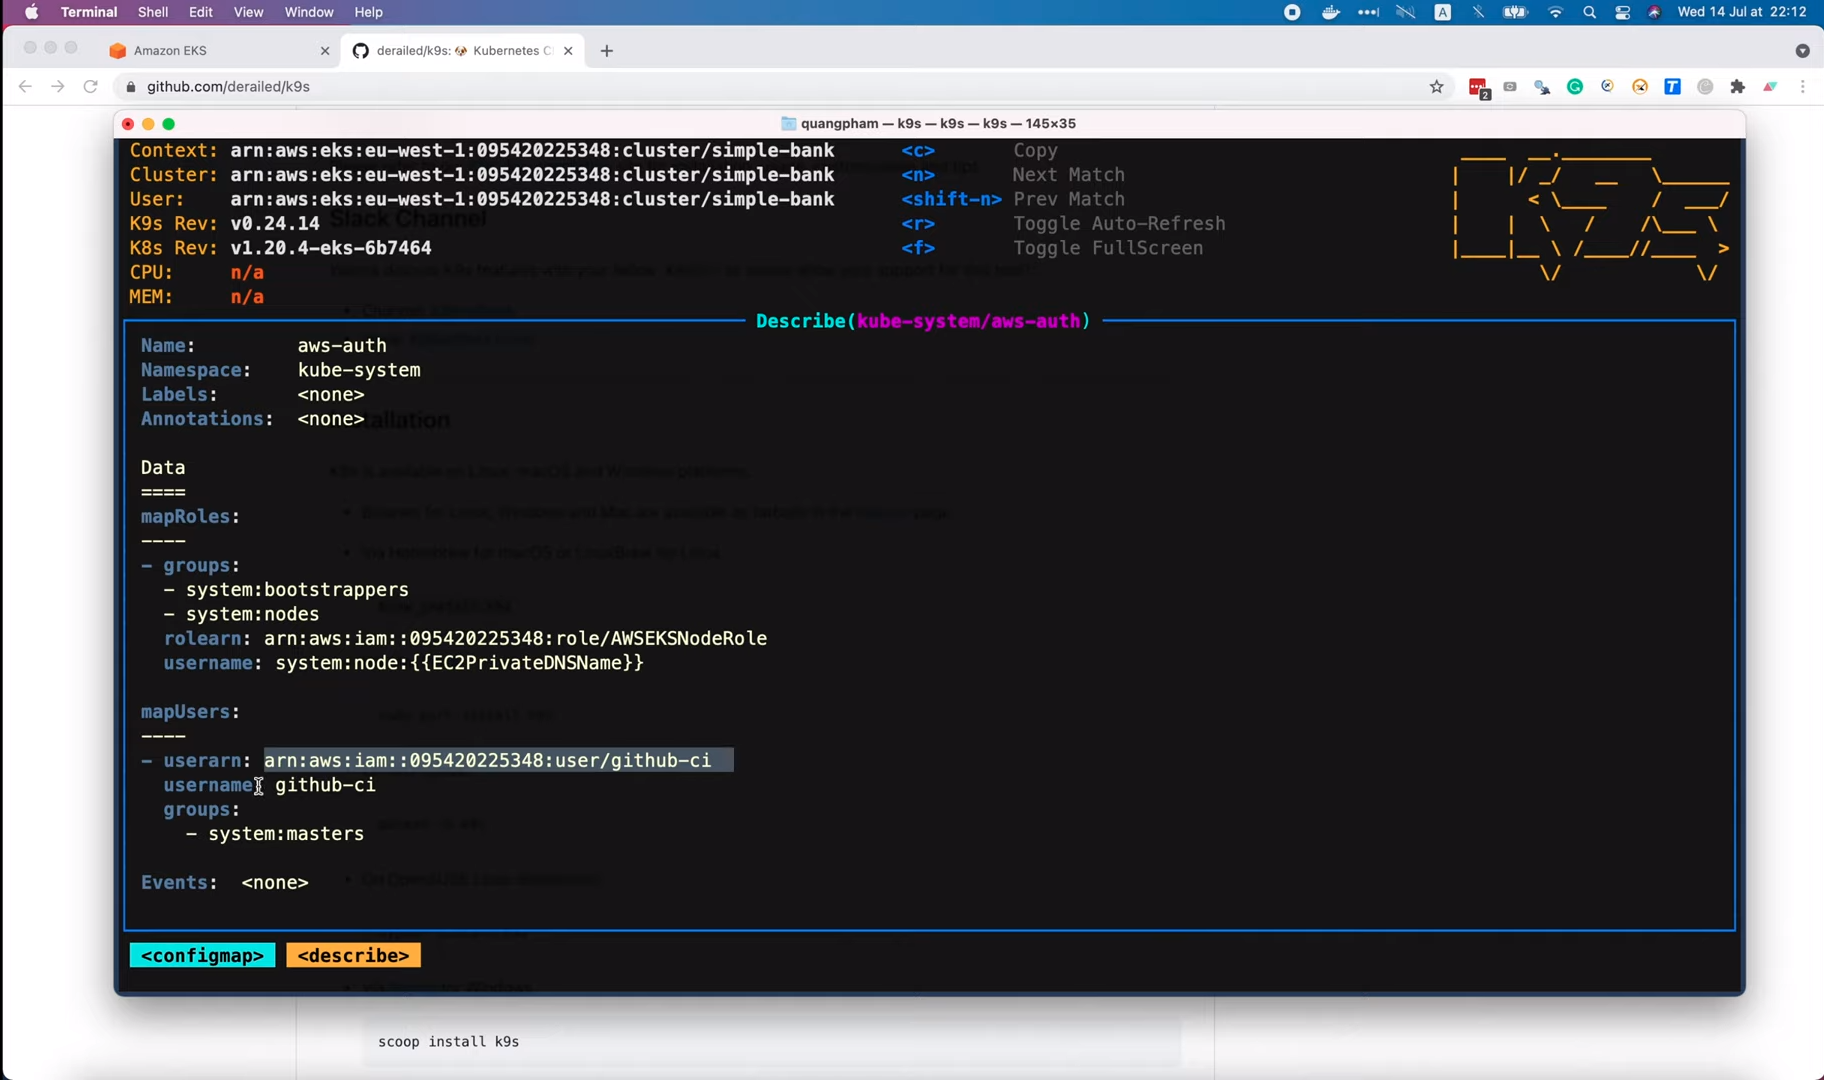 Terminal Shell Edit View Window Help
A Wed 14 Jul at 22:12
Amazon EKS
derailed/k9s: Kubernetes C
github.com/derailed/k9s
2
T
quangpham — k9s — k9s — k9s — 145×35
Context: arn:aws:eks:eu-west-1:095420225348:cluster/simple-bank <c> Copy
Cluster: arn:aws:eks:eu-west-1:095420225348:cluster/simple-bank <n> Next Match
User: arn:aws:eks:eu-west-1:095420225348:cluster/simple-bank <shift-n> Prev Match
K9s Rev: v0.24.14 <r> Toggle Auto-Refresh
K8s Rev: v1.20.4-eks-6b7464 <f> Toggle FullScreen
CPU: n/a
MEM: n/a
Slack Channel
Describe(kube-system/aws-auth)
Name: aws-auth
Namespace: kube-system
Labels: <none>
Annotations: <none>
Data
====
mapRoles:
----
- groups:
- system:bootstrappers
- system:nodes
rolearn: arn:aws:iam::095420225348:role/AWSEKSNodeRole
username: system:node:{{EC2PrivateDNSName}}
mapUsers:
----
- userarn: arn:aws:iam::095420225348:user/github-ci
username: github-ci
groups:
- system:masters
Events: <none>
<configmap> <describe>
scoop install k9s